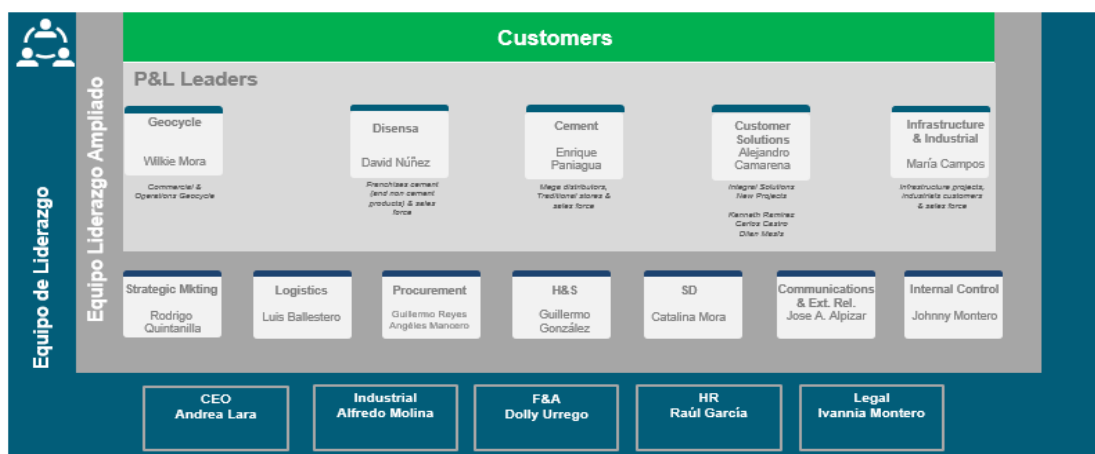 Customers
Equipo de Liderazgo
Equipo Liderazgo Ampliado
P&L Leaders
Geocycle
Wilkie Mora
Commercial &
Operations Geocycle
Disensa
David Núñez
Franchises cement
(and non cement
products) & sales
force
Cement
Enrique
Paniagua
Mega distributors,
Traditional stores &
sales force
Customer
Solutions
Alejandro
Camarena
Integral Solutions
New Projects
Kenneth Ramirez
Carlos Castro
Infrastructure
& Industrial
María Campos
Infrastructure projects,
industrials customers
& sales force
Strategic Mkting
Rodrigo
Quintanilla
Logistics
Luis Ballestero
Procurement
Guillermo Reyes
Angéles Mancero
H&S
Guillermo
González
SD
Catalina Mora
Communications
& Ext. Rel.
Jose A. Alpizar
Internal Control
Johnny Montero
CEO
Andrea Lara
Industrial
Alfredo Molina
F&A
Dolly Urrego
HR
Raúl García
Legal
Ivannia Montero